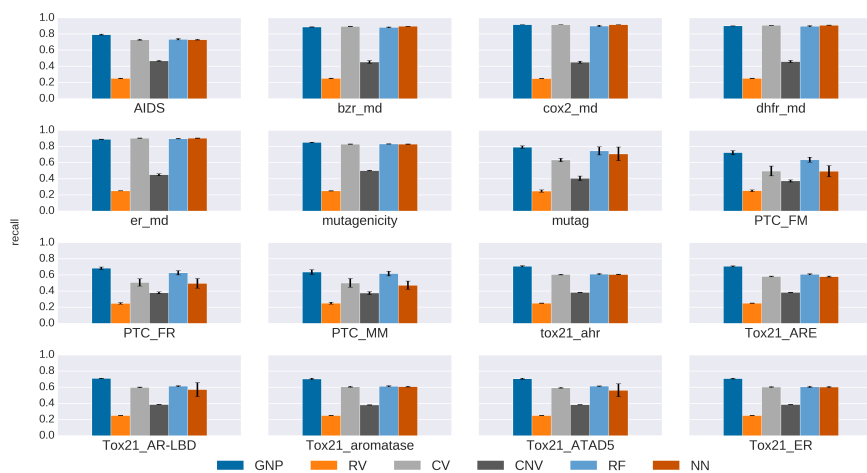 1.0
0.8
0.6
0.4
0.2
0.0
AIDS
bzr_md
cox2_md
dhfr_md
1.0
0.8
0.6
0.4
0.2
0.0
er_md
mutagenicity
mutag
PTC_FM
recall
1.0
0.8
0.6
0.4
0.2
0.0
PTC_FR
PTC_MM
tox21_ahr
Tox21_ARE
1.0
0.8
0.6
0.4
0.2
0.0
Tox21_AR-LBD
Tox21_aromatase
Tox21_ATAD5
Tox21_ER
GNP RV CV CNV RF NN